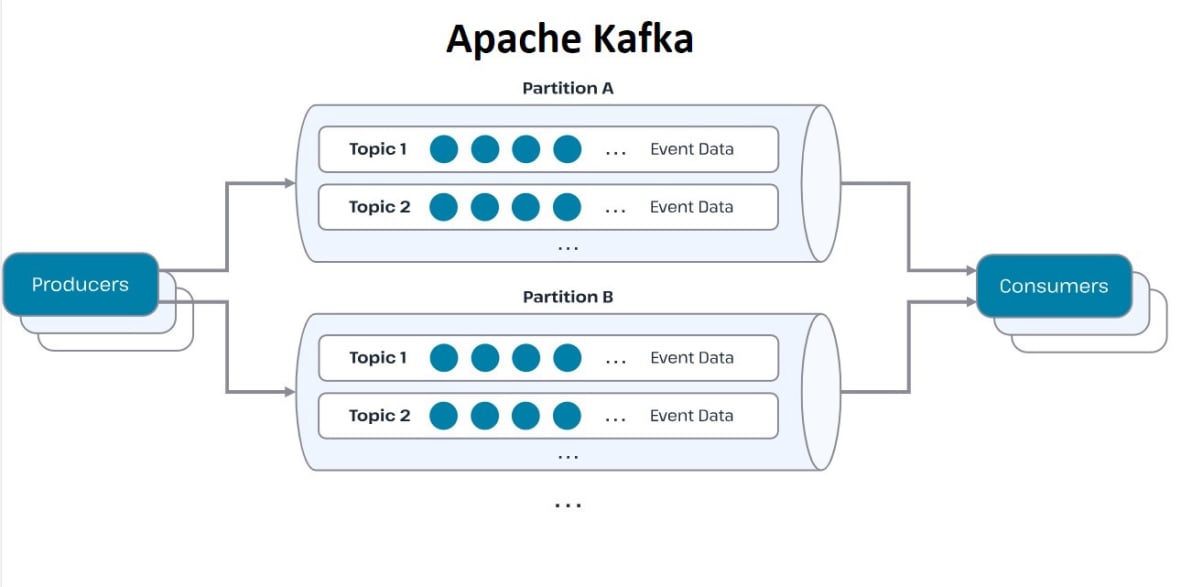 Apache Kafka
Partition A
Topic 1 ... Event Data
Topic 2 ... Event Data
...
Producers
Consumers
Partition B
Topic 1 ... Event Data
Topic 2 ... Event Data
...
...